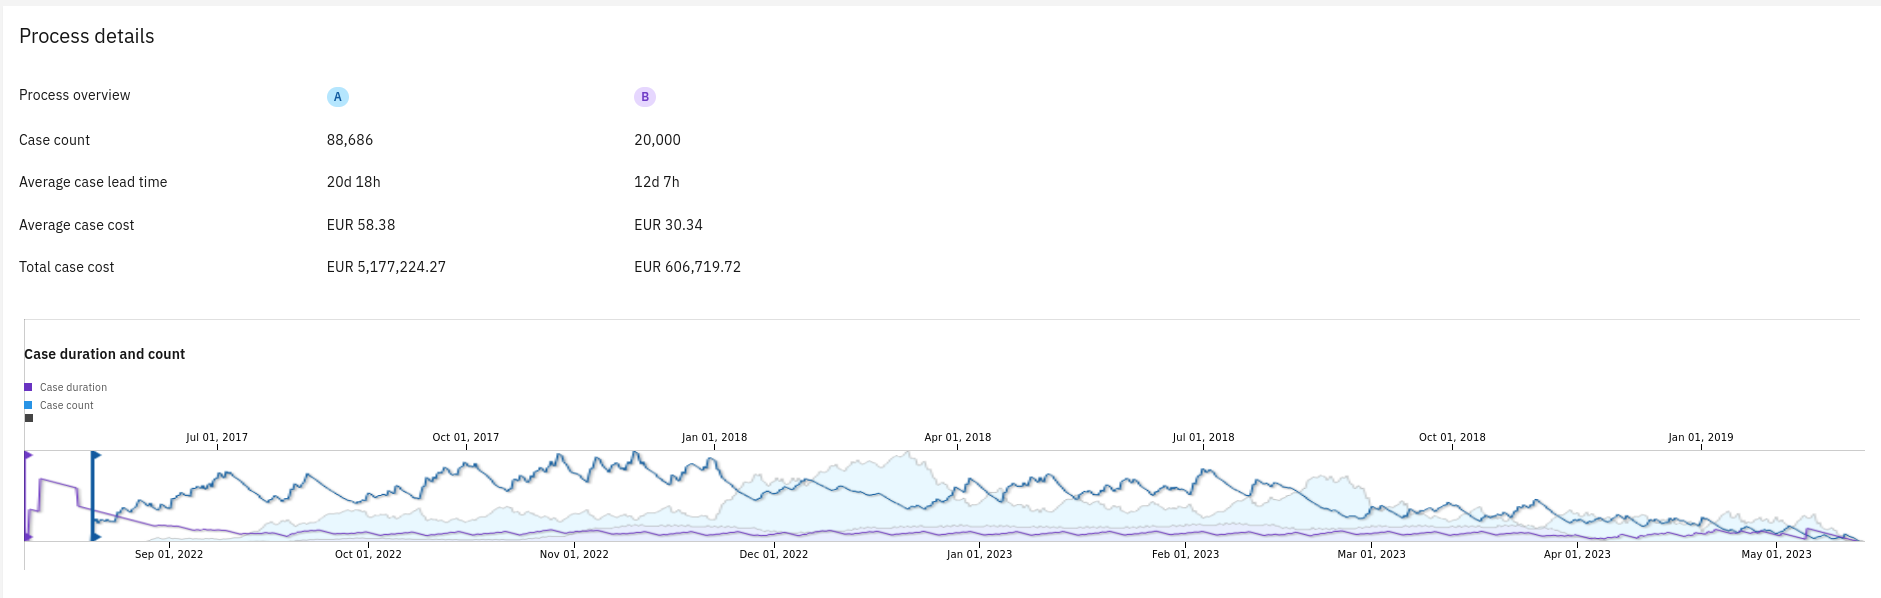 Process details
Process overview A B
Case count 88,686 20,000
Average case lead time 20d 18h 12d 7h
Average case cost EUR 58.38 EUR 30.34
Total case cost EUR 5,177,224.27 EUR 606,719.72
Case duration and count
Case duration
Case count
Jul 01, 2017 Oct 01, 2017 Jan 01, 2018 Apr 01, 2018 Jul 01, 2018 Oct 01, 2018 Jan 01, 2019
Sep 01, 2022 Oct 01, 2022 Nov 01, 2022 Dec 01, 2022 Jan 01, 2023 Feb 01, 2023 Mar 01, 2023 Apr 01, 2023 May 01, 2023